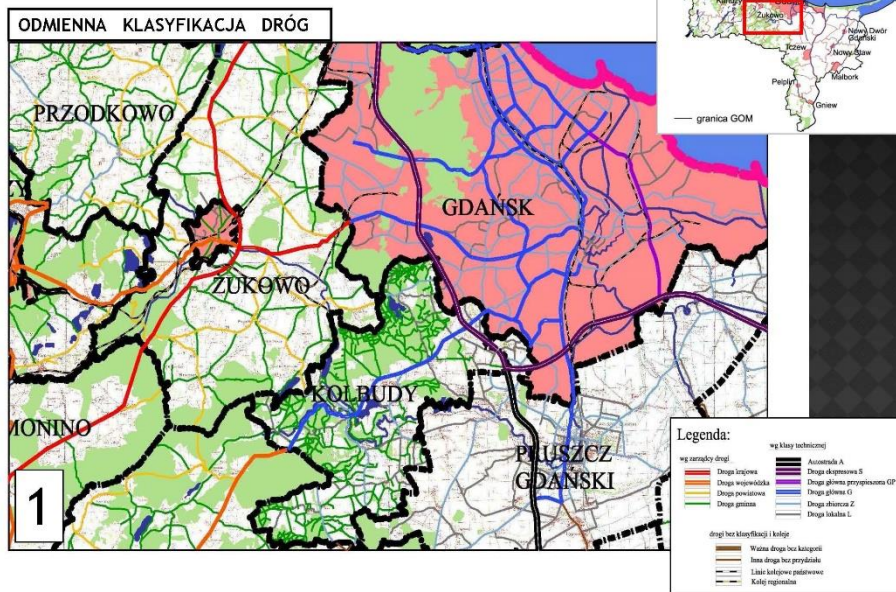 ODMIENNA KLASYFIKACJA DRÓG
Żukowo
Nowy Dwór
Gdański
Tczew
Nowy Staw
Malbork
Pelplin
Gniew
granica GOM
PRZODKOWO
GDAŃSK
ŻUKOWO
KOLBUDY
MONINO
PRUSZCZ
GDAŃSKI
1
Legenda:
wg zarządcy drogi
Droga krajowa
Droga wojewódzka
Droga powiatowa
Droga gminna
wg klasy technicznej
Autostrada A
Droga ekspresowa S
Droga główna przyspieszona GP
Droga główna G
Droga zbiorcza Z
Droga lokalna L
drogi bez klasyfikacji i koleje
Ważna droga bez kategorii
Inna droga bez przydziału
Linie kolejowe państwowe
Kolej regionalna